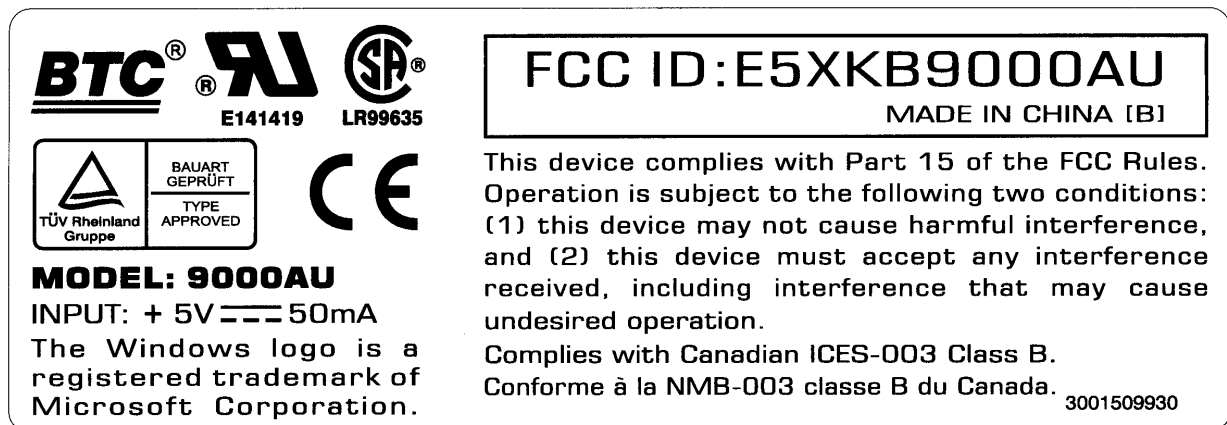 BTC®
® RU
E141419
SA®
LR99635
TÜV Rheinland
Gruppe
BAUART
GEPRÜFT
TYPE
APPROVED
CE
MODEL: 9000AU
INPUT: + 5V ⎓ 50mA
The Windows logo is a
registered trademark of
Microsoft Corporation.
FCC ID:E5XKB9000AU
MADE IN CHINA (B)
This device complies with Part 15 of the FCC Rules.
Operation is subject to the following two conditions:
(1) this device may not cause harmful interference,
and (2) this device must accept any interference
received, including interference that may cause
undesired operation.
Complies with Canadian ICES-003 Class B.
Conforme à la NMB-003 classe B du Canada.
3001509930